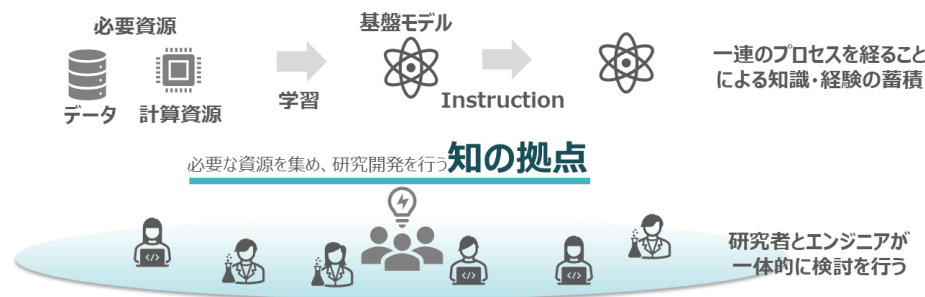 必要資源
データ
計算資源
学習
基盤モデル
Instruction
一連のプロセスを経ること
による知識・経験の蓄積
必要な資源を集め、研究開発を行う知の拠点
</>
</>
</>
研究者とエンジニアが
一体的に検討を行う